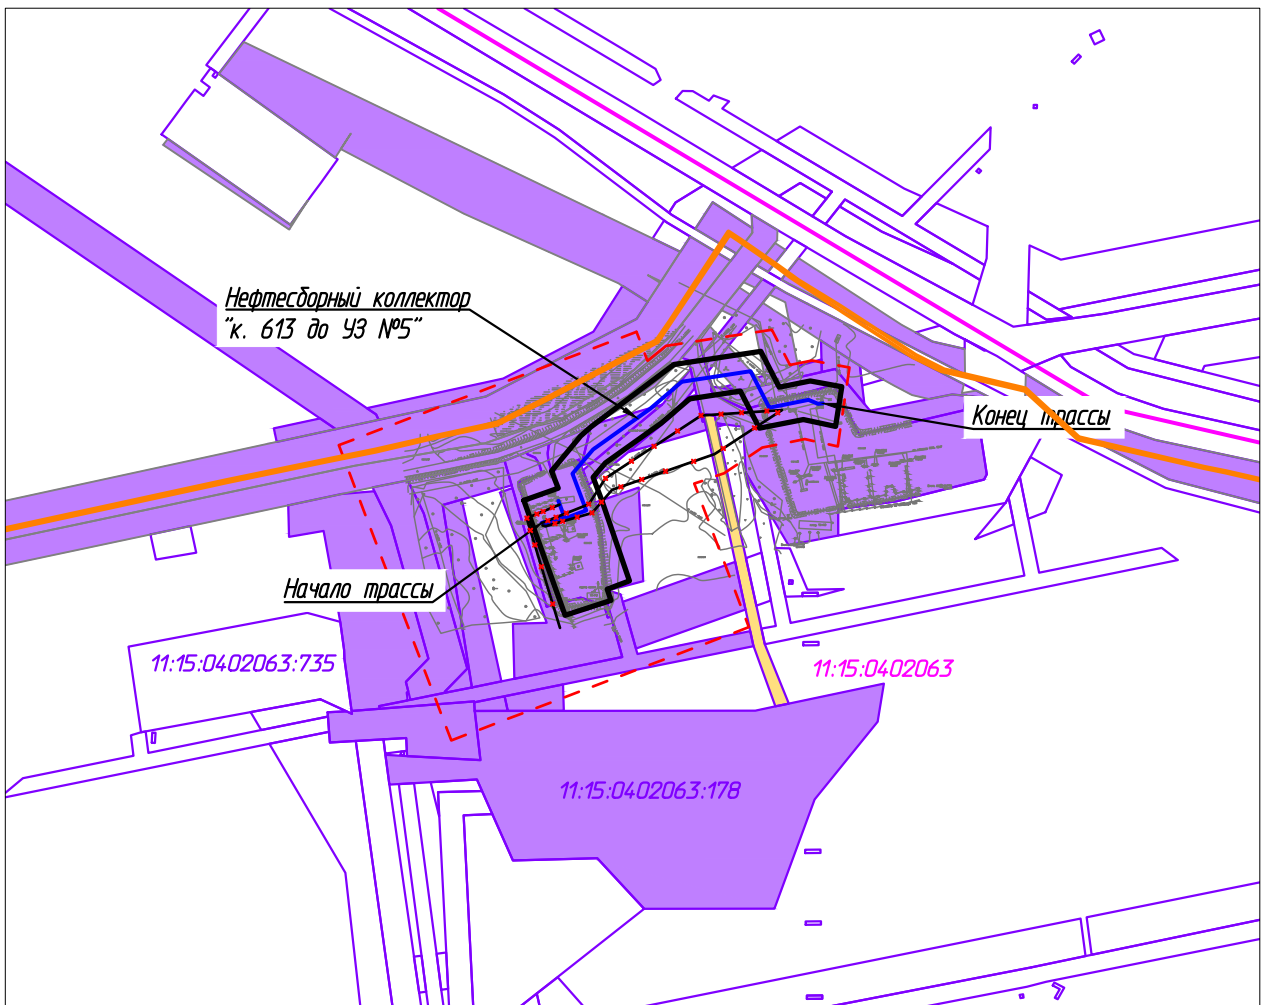 Нефтесборный коллектор
"к. 613 до УЗ №5"
Конец трассы
Начало трассы
11:15:0402063:735
11:15:0402063
11:15:0402063:178